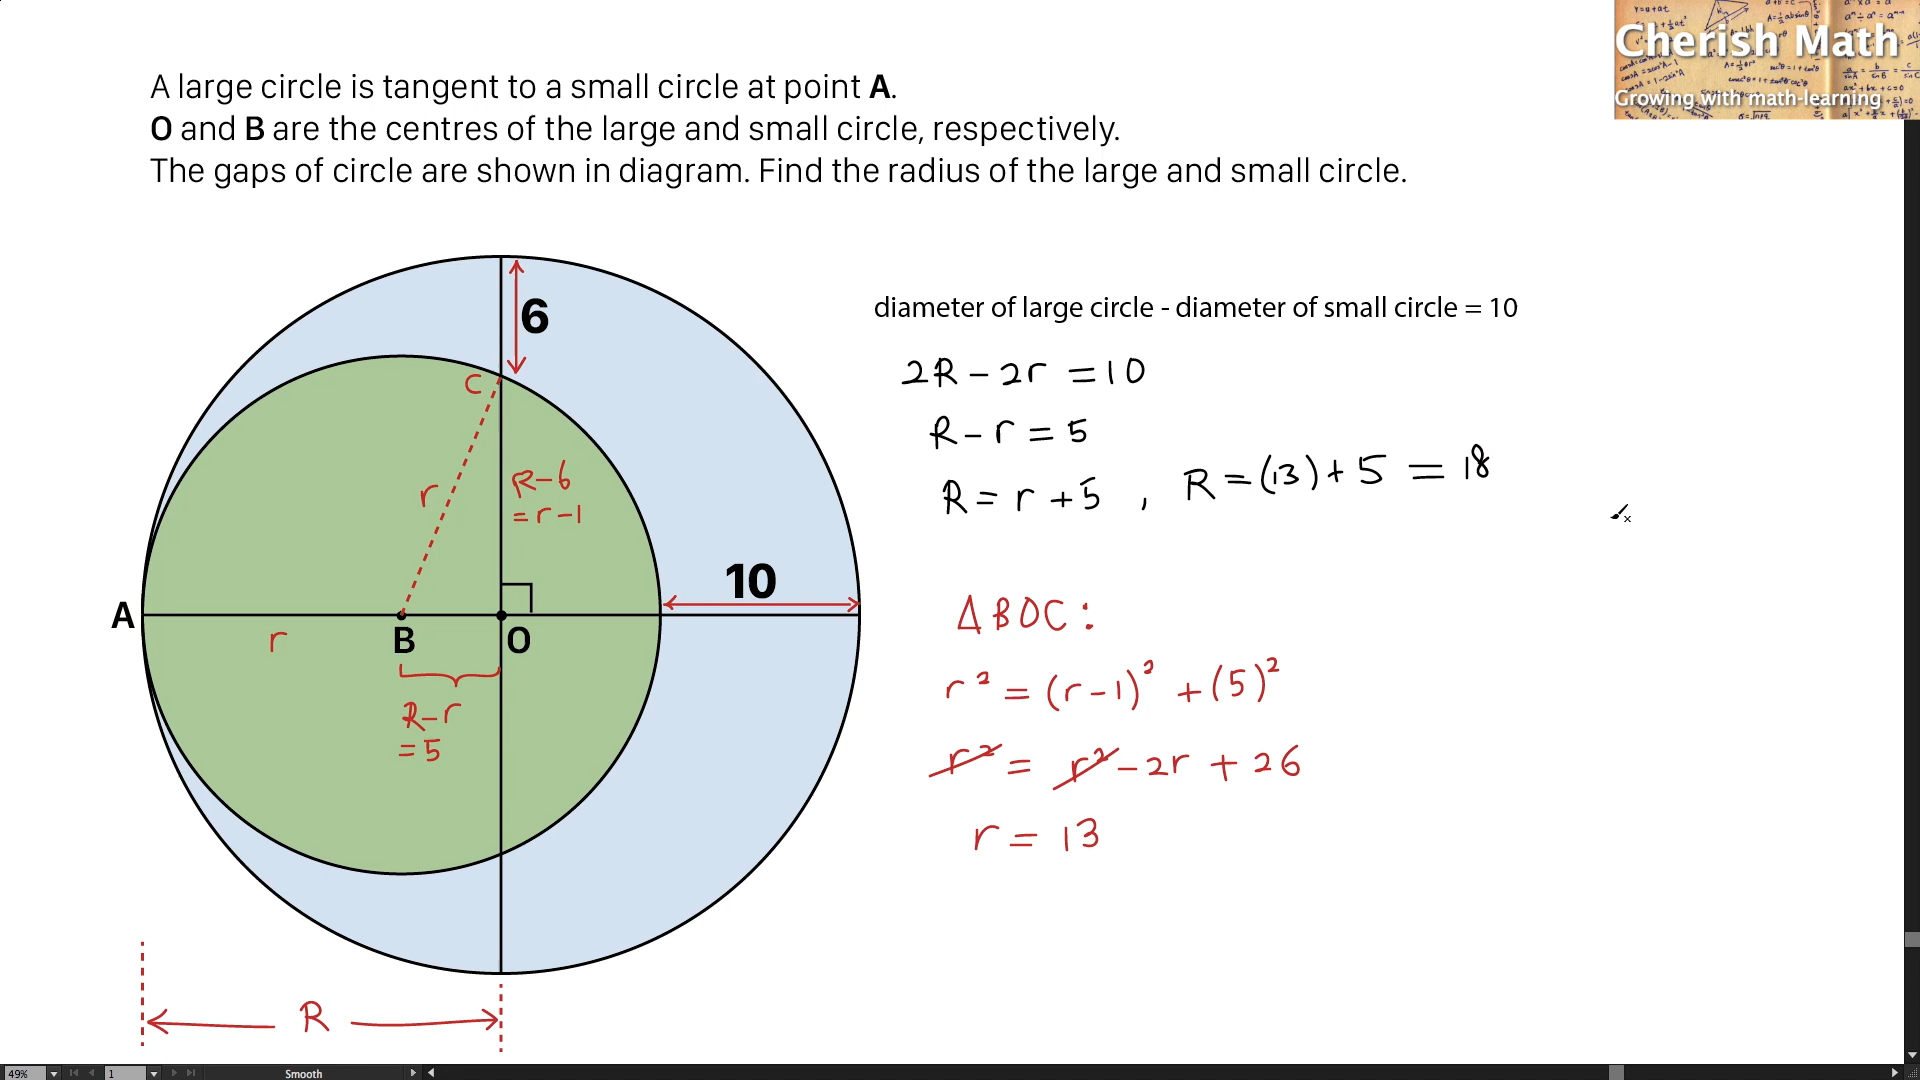 Cherish Math
Growing with math-learning
A large circle is tangent to a small circle at point A.
O and B are the centres of the large and small circle, respectively.
The gaps of circle are shown in diagram. Find the radius of the large and small circle.
6
C
r
R-6
= r-1
10
A
r
B
O
R-r
= 5
R
diameter of large circle - diameter of small circle = 10
2R - 2r = 10
R - r = 5
R = r + 5 , R = (13) + 5 = 18
Δ BOC :
r² = (r-1)² + (5)²
r² = r² - 2r + 26
r = 13
49%
1
Smooth